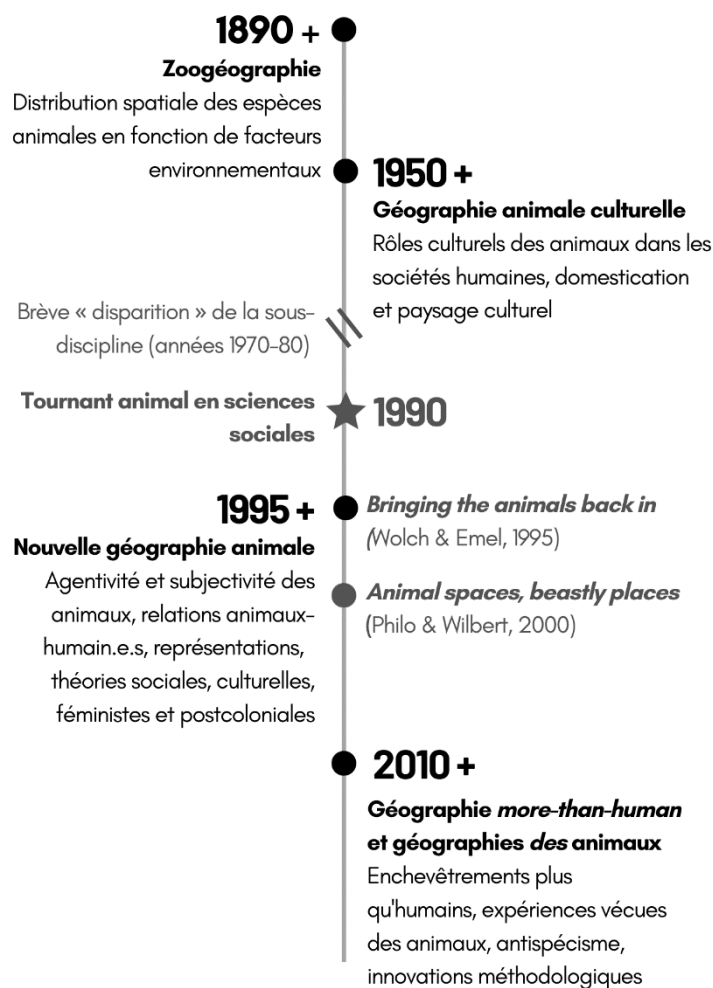 1890 +
Zoogéographie
Distribution spatiale des espèces
animales en fonction de facteurs
environnementaux
1950 +
Géographie animale culturelle
Rôles culturels des animaux dans les
sociétés humaines, domestication
et paysage culturel
Brève « disparition » de la sous-
discipline (années 1970-80)
Tournant animal en sciences
sociales
1990
1995 +
Nouvelle géographie animale
Agentivité et subjectivité des
animaux, relations animaux-
humain.e.s, représentations,
théories sociales, culturelles,
féministes et postcoloniales
Bringing the animals back in
(Wolch & Emel, 1995)
Animal spaces, beastly places
(Philo & Wilbert, 2000)
2010 +
Géographie more-than-human
et géographies des animaux
Enchevêtrements plus
qu'humains, expériences vécues
des animaux, antispécisme,
innovations méthodologiques